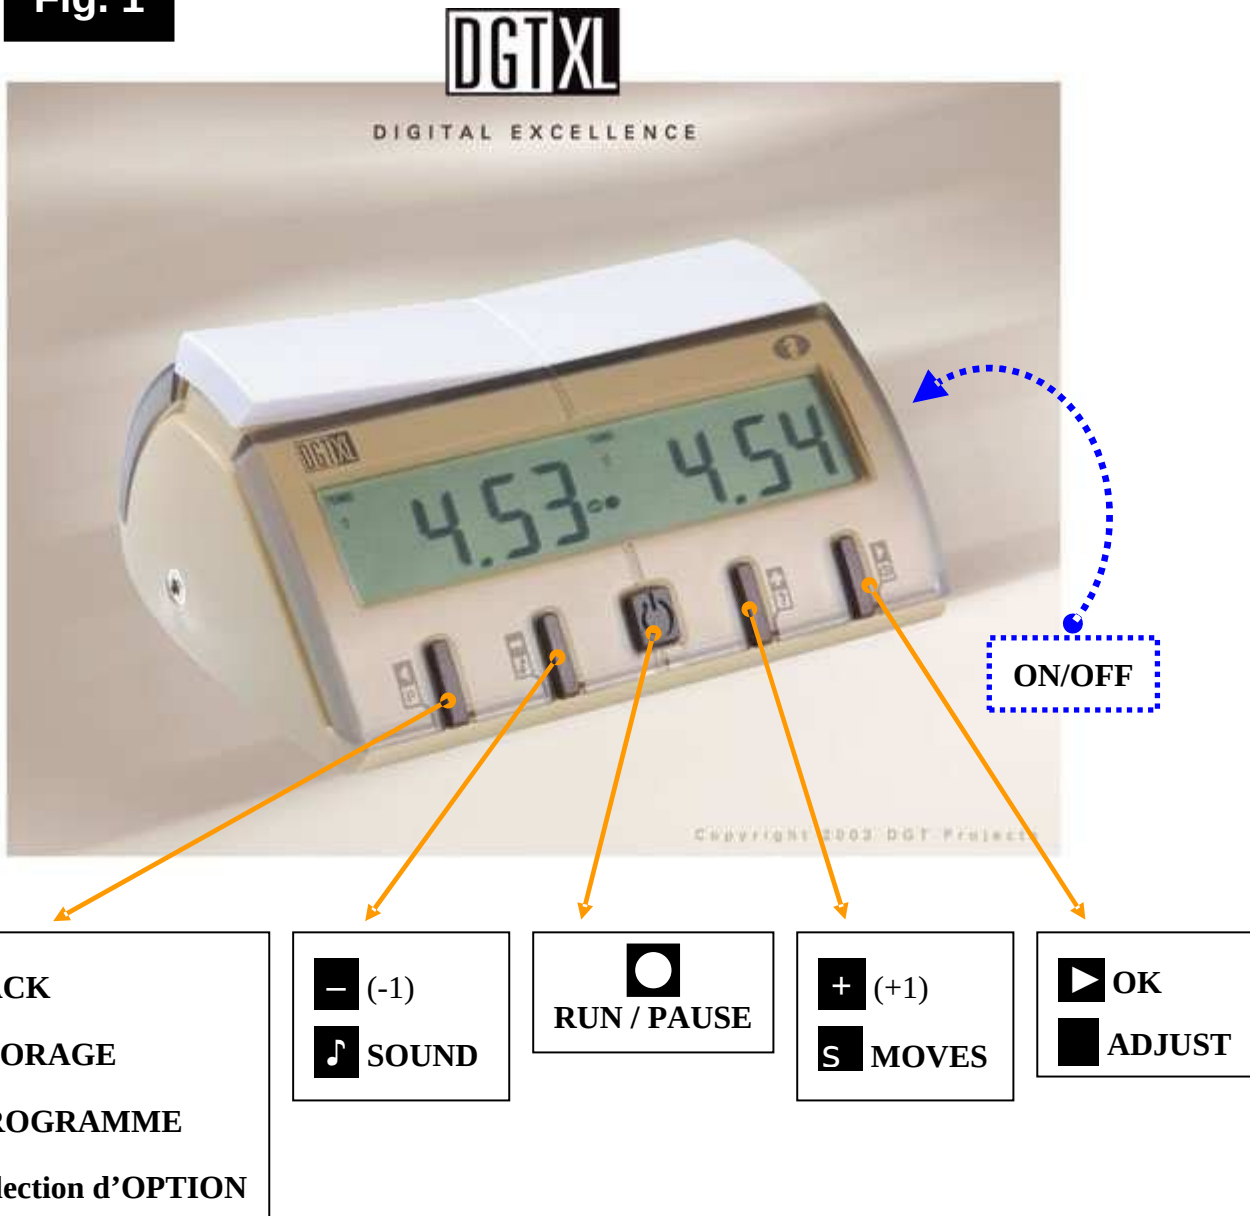 Fig. 1
DGTXL
DIGITAL EXCELLENCE
DGTXL
4.53 4.54
ON/OFF
Copyright 2003 DGT Projects
CK
ORAGE
ROGRAMME
lection d’OPTION
– (-1)
♪ SOUND
RUN / PAUSE
+ (+1)
s MOVES
OK
ADJUST